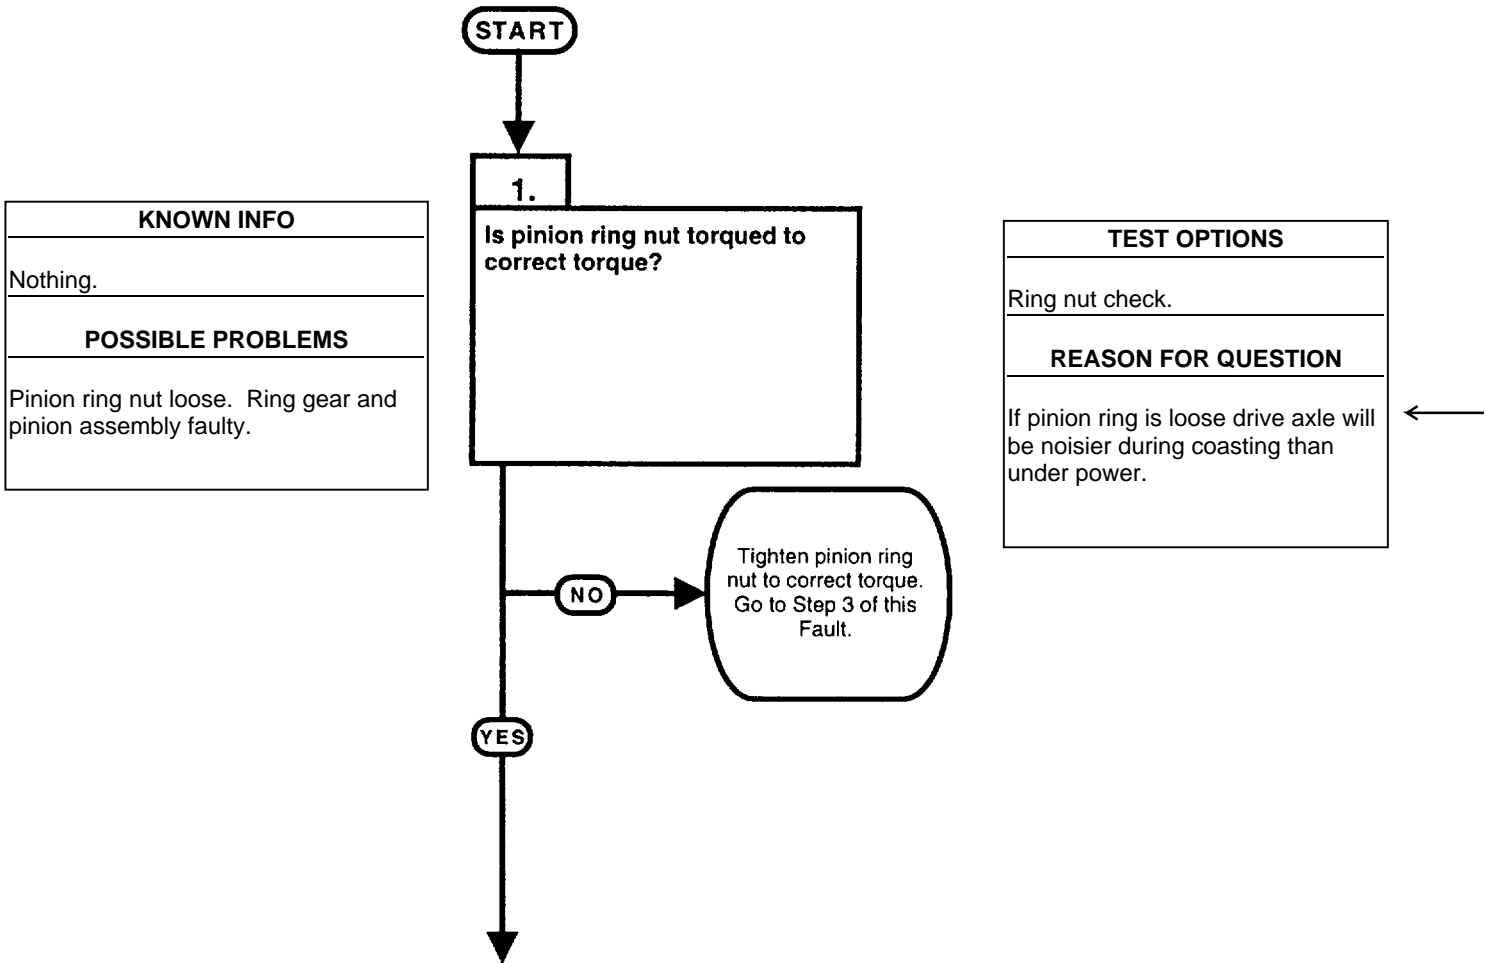 START
1.
Is pinion ring nut torqued to
correct torque?
KNOWN INFO
Nothing.
POSSIBLE PROBLEMS
Pinion ring nut loose.  Ring gear and
pinion assembly faulty.
TEST OPTIONS
Ring nut check.
REASON FOR QUESTION
If pinion ring is loose drive axle will
be noisier during coasting than
under power.
NO
Tighten pinion ring
nut to correct torque.
Go to Step 3 of this
Fault.
YES